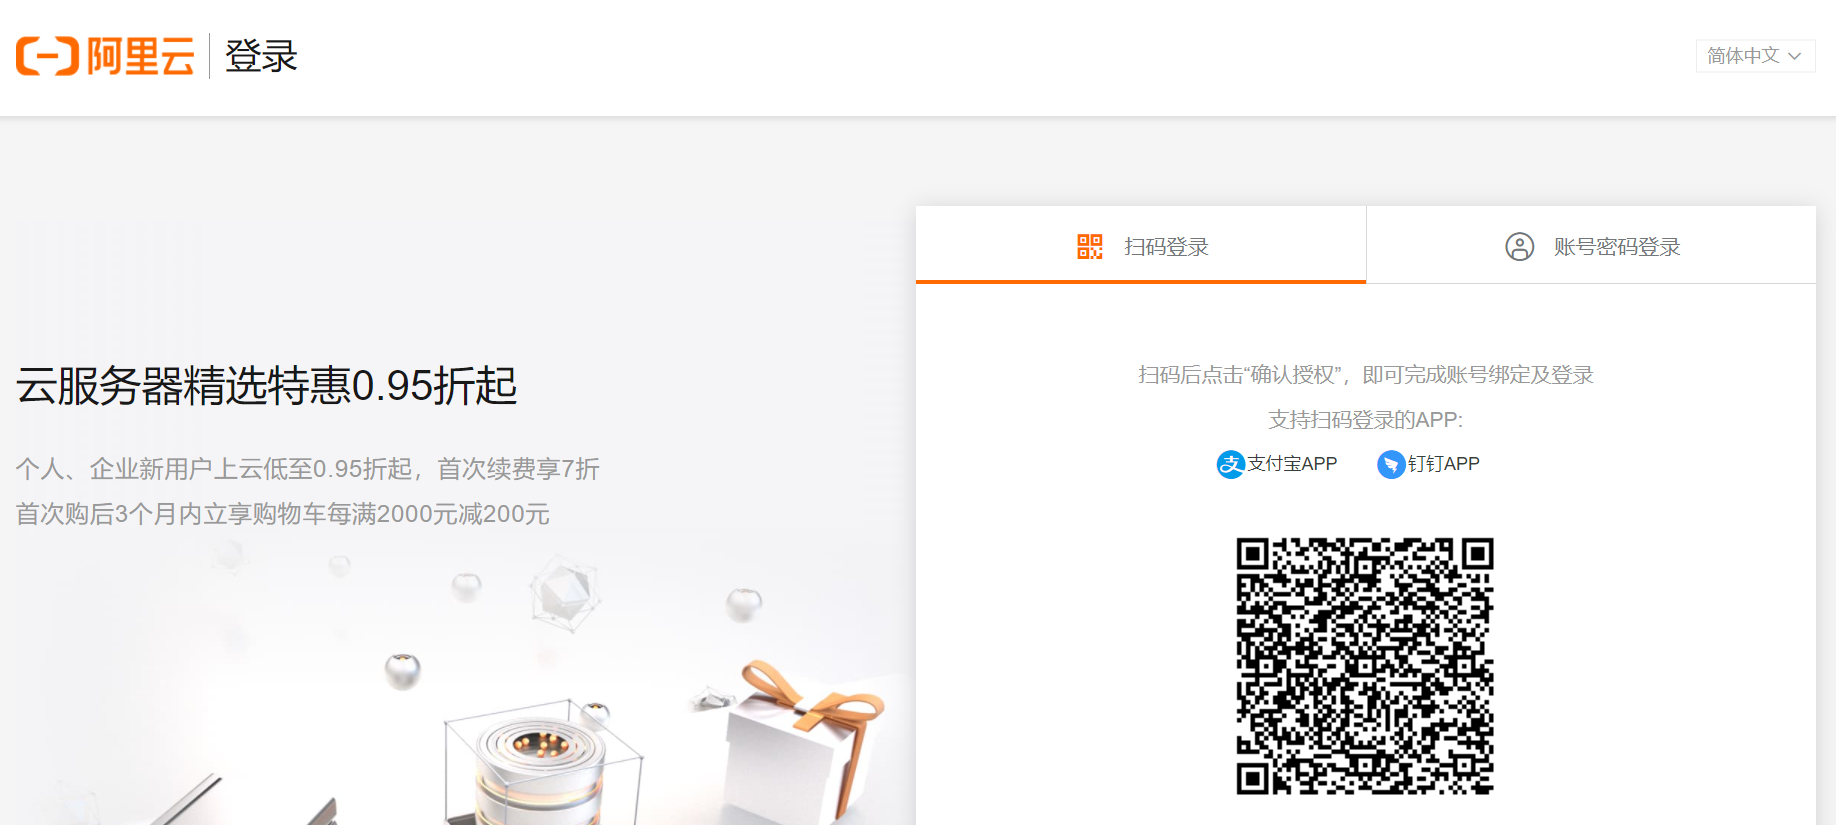 阿里云
登录
简体中文
云服务器精选特惠0.95折起
个人、企业新用户上云低至0.95折起，首次续费享7折
首次购后3个月内立享购物车每满2000元减200元
扫码登录
账号密码登录
扫码后点击“确认授权”，即可完成账号绑定及登录
支持扫码登录的APP:
支 支付宝APP
钉钉APP